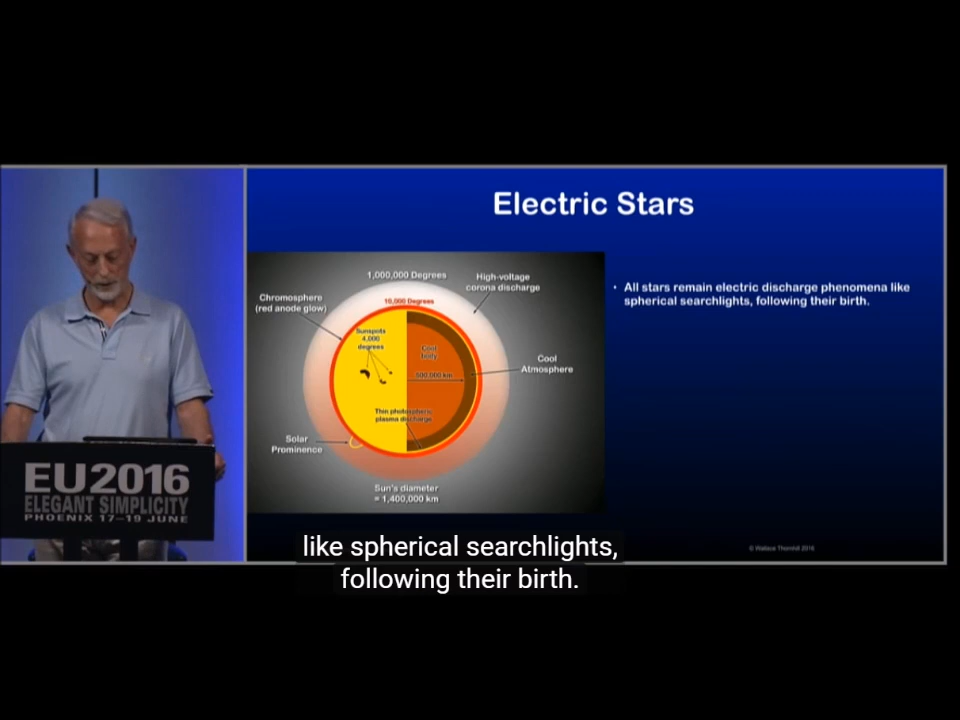 Electric Stars
1,000,000 Degrees
High-voltage
corona discharge
Chromosphere
(red anode glow)
10,000 Degrees
Sunspots
4,000
degrees
Cool
body
600,000 km
Cool
Atmosphere
Thin photospheric
plasma discharge
Solar
Prominence
Sun's diameter
= 1,400,000 km
• All stars remain electric discharge phenomena like
spherical searchlights, following their birth.
© Wallace Thornhill 2016
EU2016
ELEGANT SIMPLICITY
PHOENIX 17–19 JUNE
like spherical searchlights,
following their birth.